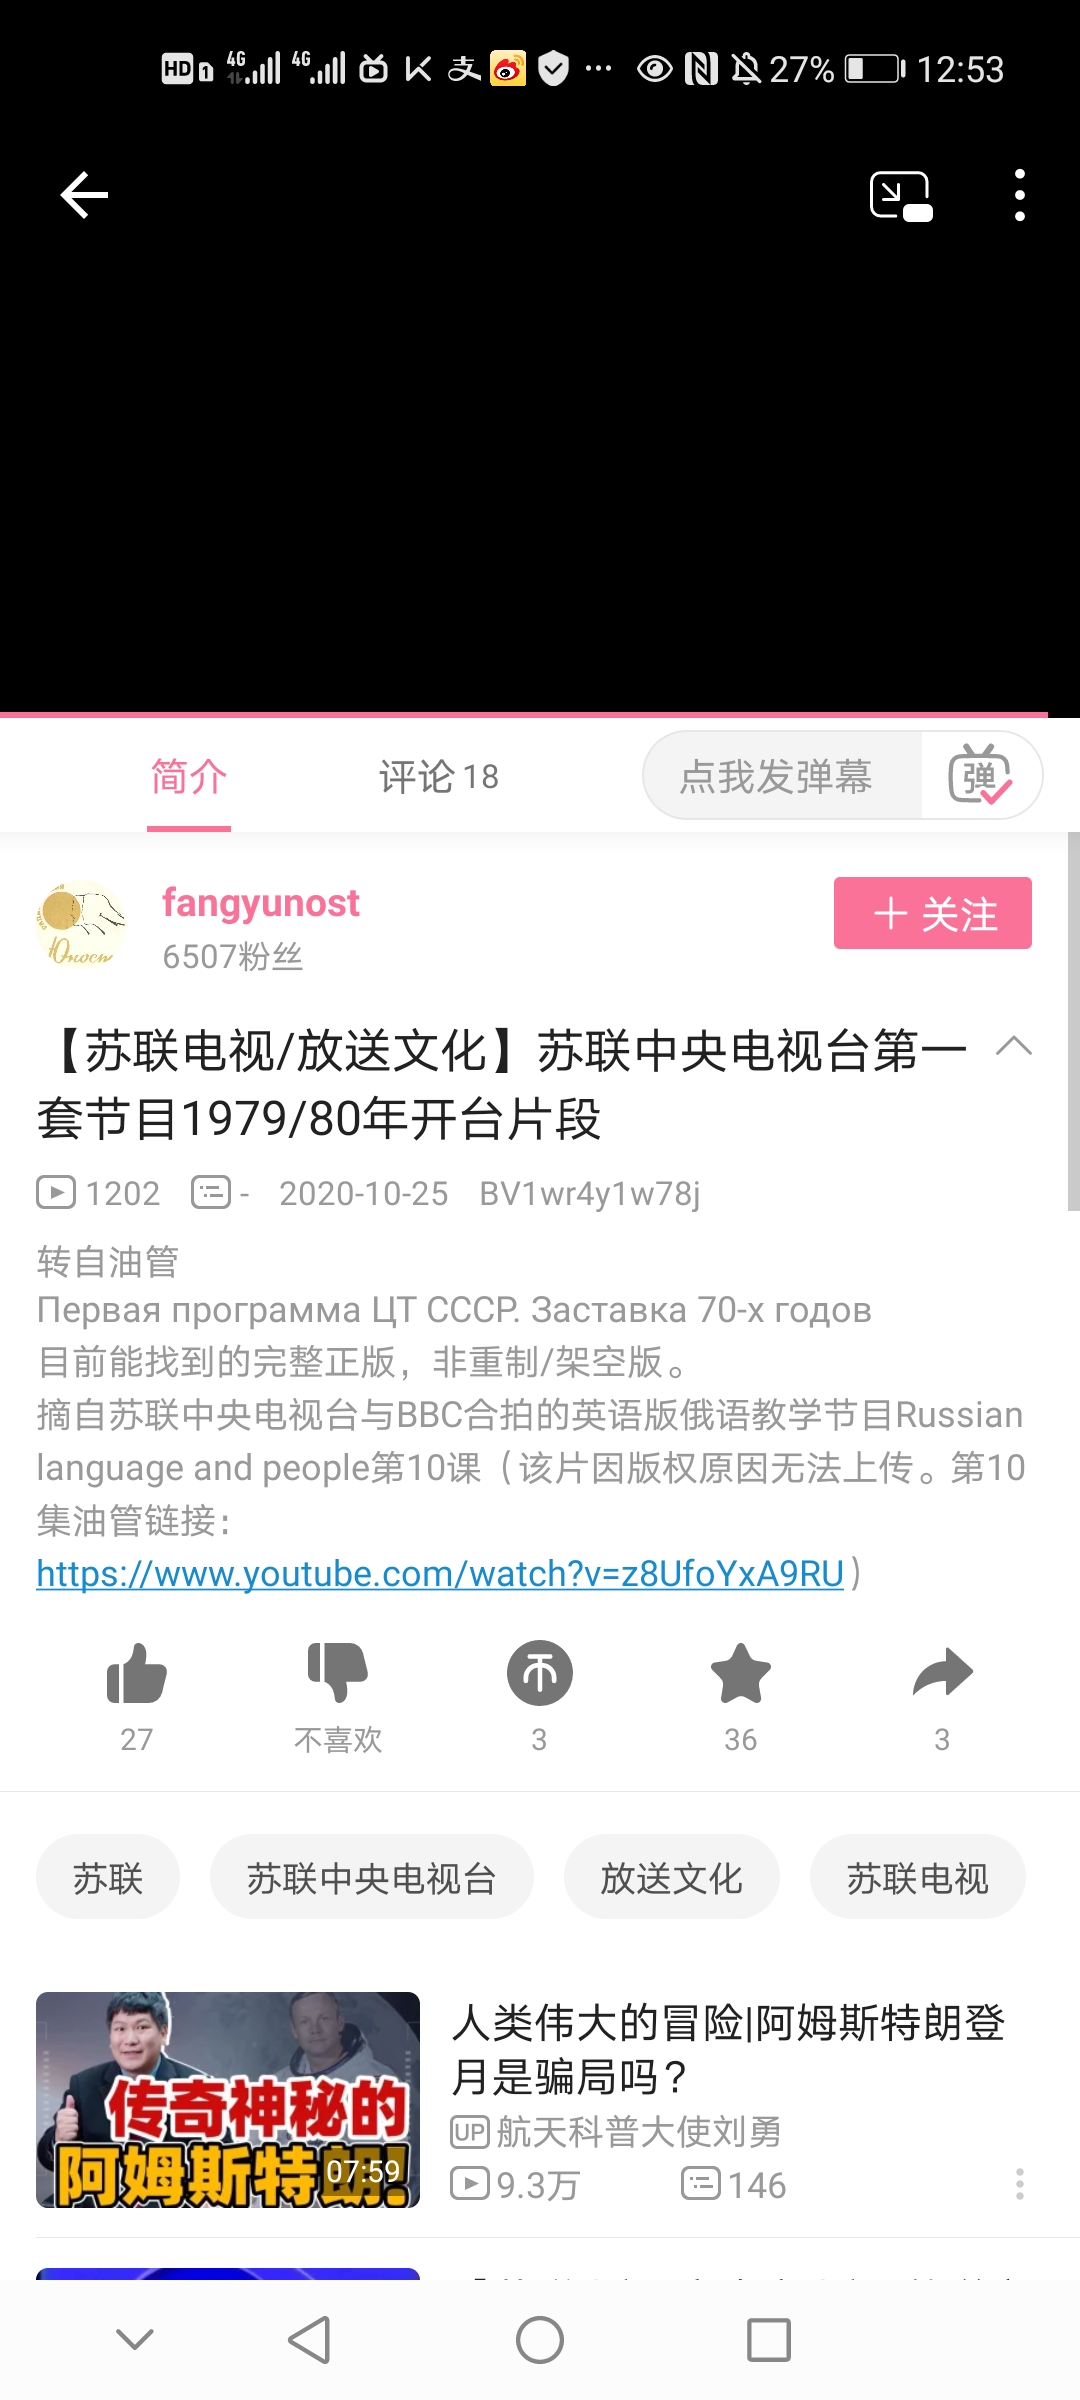 HD 1 4G 4G 27% 12:53
简介 评论 18 点我发弹幕 弹
Юность
fangyunost
6507粉丝
+ 关注
【苏联电视/放送文化】苏联中央电视台第一
套节目1979/80年开台片段
1202 - 2020-10-25 BV1wr4y1w78j
转自油管
Первая программа ЦТ СССР. Заставка 70-х годов
目前能找到的完整正版，非重制/架空版。
摘自苏联中央电视台与BBC合拍的英语版俄语教学节目Russian
language and people第10课（该片因版权原因无法上传。第10
集油管链接：
https://www.youtube.com/watch?v=z8UfoYxA9RU）
27 不喜欢 3 36 3
苏联 苏联中央电视台 放送文化 苏联电视
传奇神秘的
阿姆斯特朗!
07:59
人类伟大的冒险|阿姆斯特朗登
月是骗局吗？
UP 航天科普大使刘勇
9.3万 146